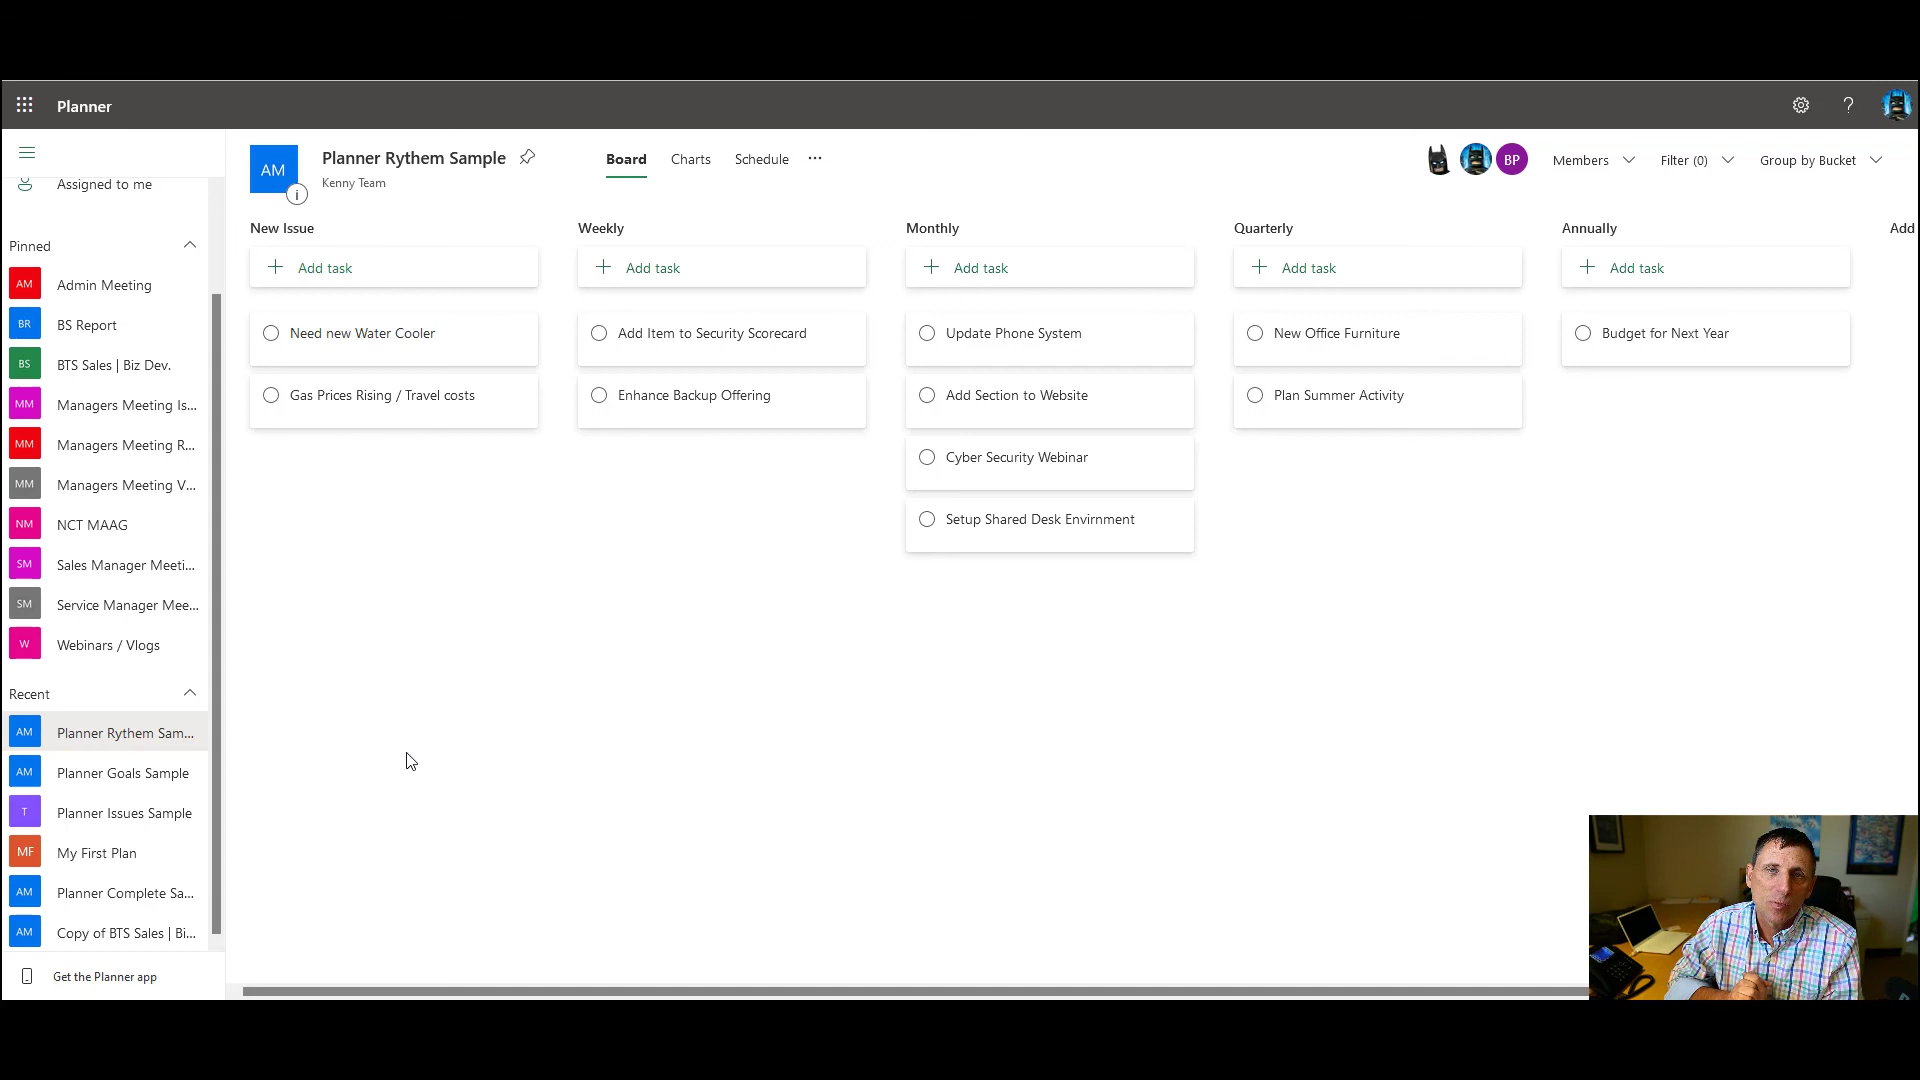 Planner
?
Assigned to me
Pinned
AM Admin Meeting
BR BS Report
BS BTS Sales | Biz Dev.
MM Managers Meeting Is...
MM Managers Meeting R...
MM Managers Meeting V...
NM NCT MAAG
SM Sales Manager Meeti...
SM Service Manager Mee...
W Webinars / Vlogs
Recent
AM Planner Rythem Sam...
AM Planner Goals Sample
T Planner Issues Sample
MF My First Plan
AM Planner Complete Sa...
AM Copy of BTS Sales | Bi...
Get the Planner app
AM
i
Planner Rythem Sample
Kenny Team
Board Charts Schedule ...
BP Members Filter (0) Group by Bucket
New Issue
+ Add task
Need new Water Cooler
Gas Prices Rising / Travel costs
Weekly
+ Add task
Add Item to Security Scorecard
Enhance Backup Offering
Monthly
+ Add task
Update Phone System
Add Section to Website
Cyber Security Webinar
Setup Shared Desk Envirnment
Quarterly
+ Add task
New Office Furniture
Plan Summer Activity
Annually
+ Add task
Budget for Next Year
Add